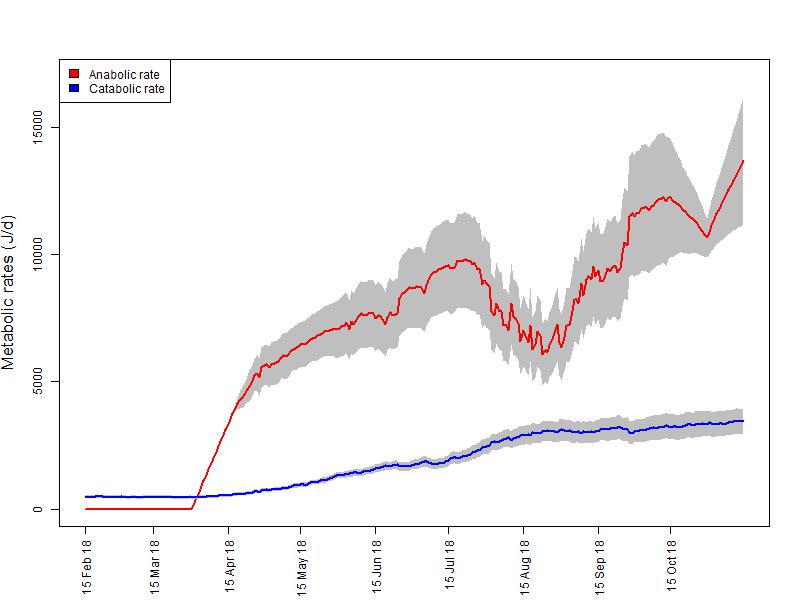 Anabolic rate
Catabolic rate
Metabolic rates (J/d)
15000
10000
5000
0
15 Feb 18
15 Mar 18
15 Apr 18
15 May 18
15 Jun 18
15 Jul 18
15 Aug 18
15 Sep 18
15 Oct 18